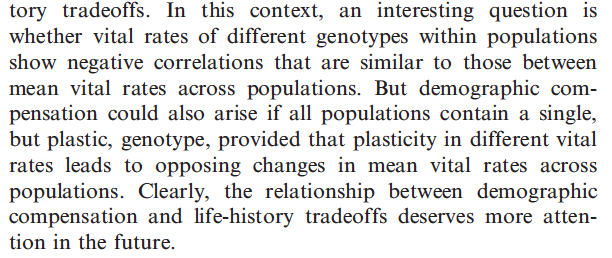 tory tradeoffs. In this context, an interesting question is
whether vital rates of different genotypes within populations
show negative correlations that are similar to those between
mean vital rates across populations. But demographic com-
pensation could also arise if all populations contain a single,
but plastic, genotype, provided that plasticity in different vital
rates leads to opposing changes in mean vital rates across
populations. Clearly, the relationship between demographic
compensation and life-history tradeoffs deserves more atten-
tion in the future.